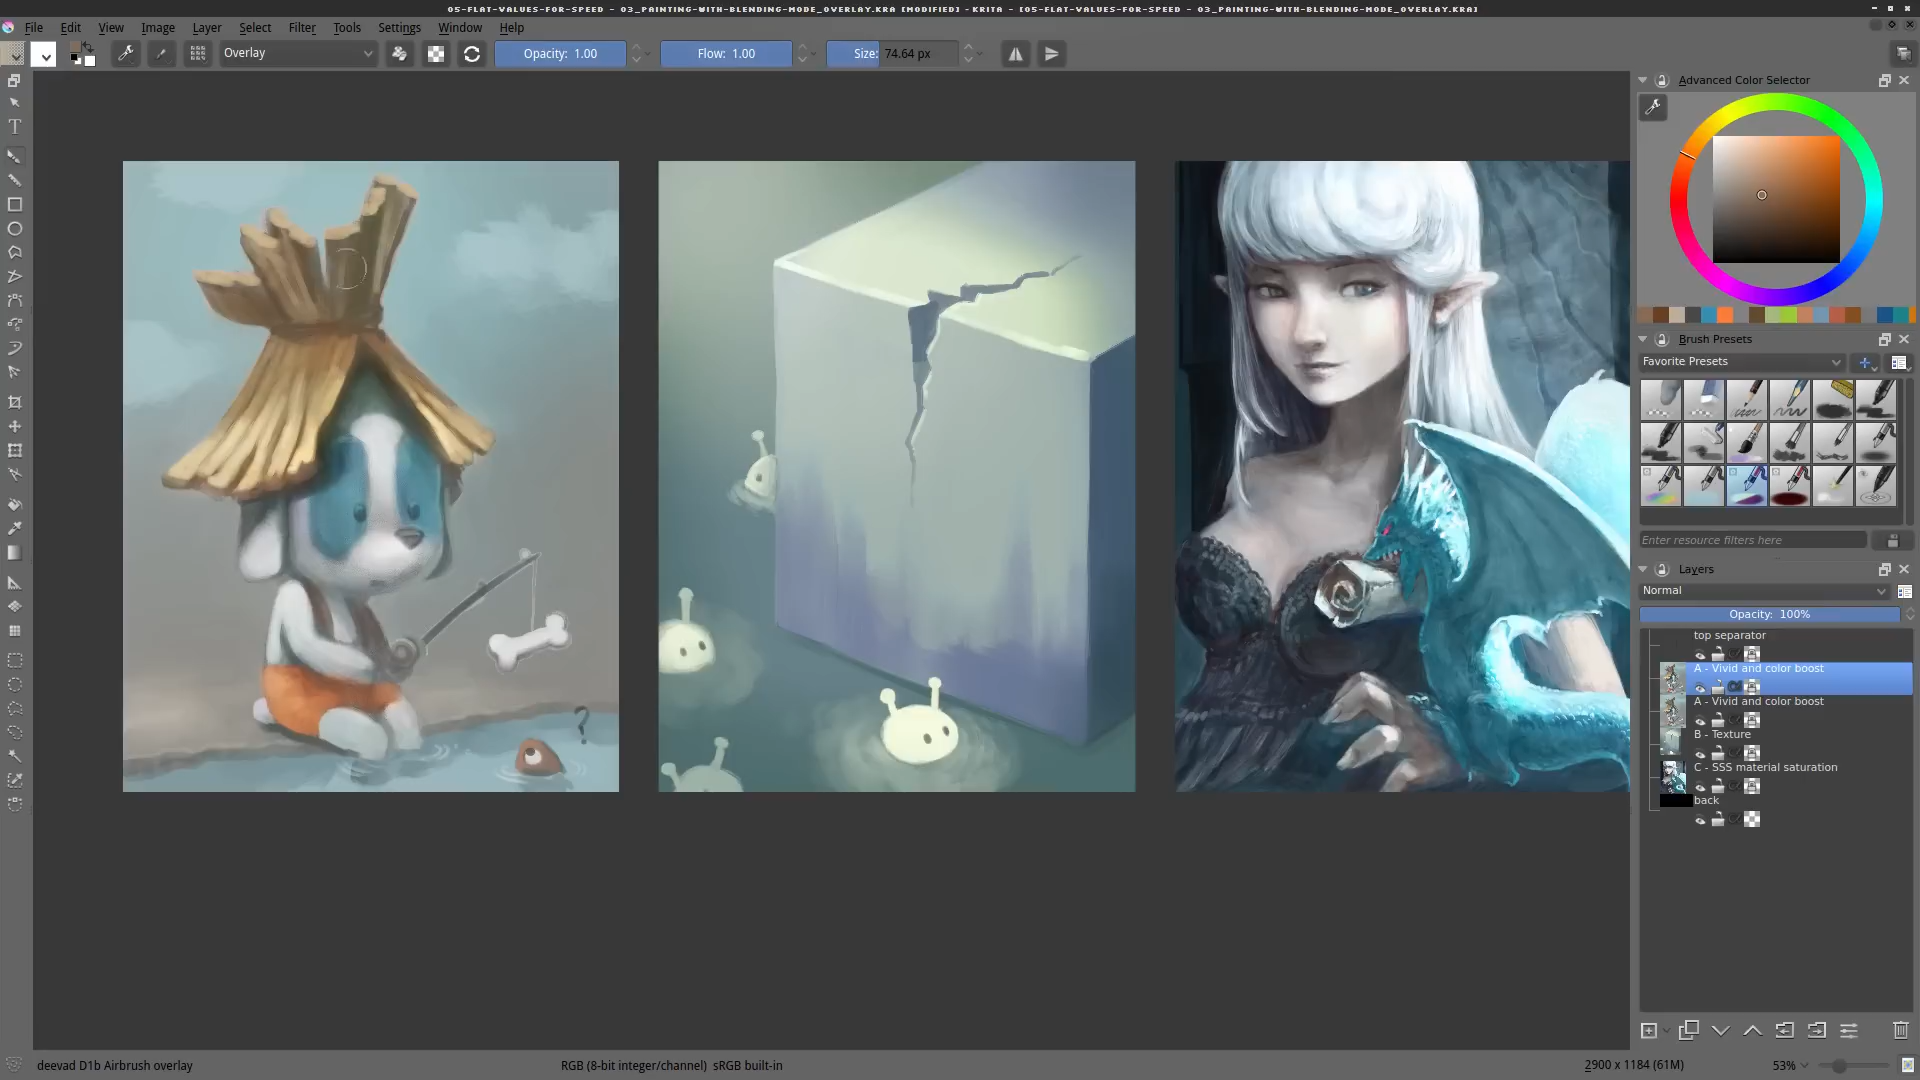 05-FLAT-VALUES-FOR-SPEED - 03_PAINTING-WITH-BLENDING-MODE_OVERLAY.KRA [MODIFIED] - KRITA - [05-FLAT-VALUES-FOR-SPEED - 03_PAINTING-WITH-BLENDING-MODE_OVERLAY.KRA]
File Edit View Image Layer Select Filter Tools Settings Window Help
Overlay Opacity: 1.00 Flow: 1.00 Size: 74.64 px
Advanced Color Selector
Brush Presets
Favorite Presets
Enter resource filters here
Layers
Normal
Opacity: 100%
top separator
A - Vivid and color boost
A - Vivid and color boost
B - Texture
C - SSS material saturation
back
?
deevad D1b Airbrush overlay RGB (8-bit integer/channel) sRGB built-in 2900 x 1184 (61M) 53%